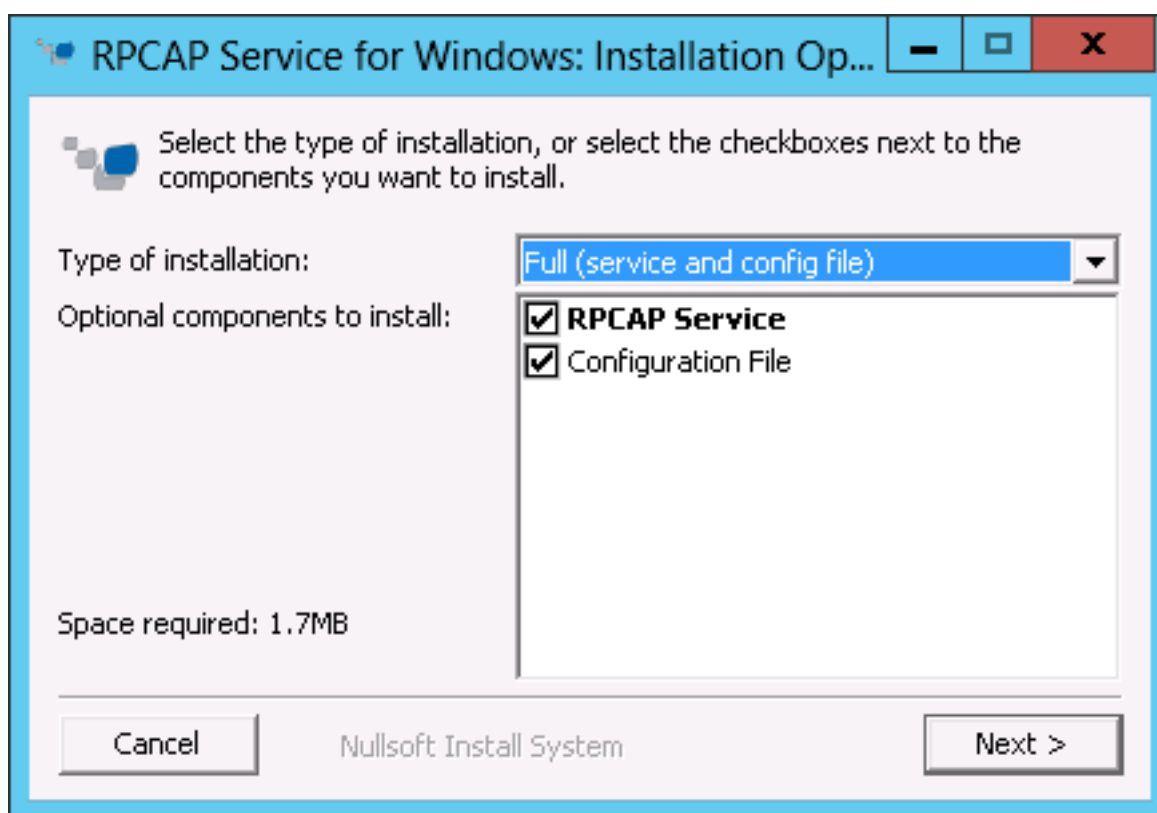 RPCAP Service for Windows: Installation Op...
Select the type of installation, or select the checkboxes next to the
components you want to install.
Type of installation:
Full (service and config file)
Optional components to install:
RPCAP Service
Configuration File
Space required: 1.7MB
Cancel
Nullsoft Install System
Next >